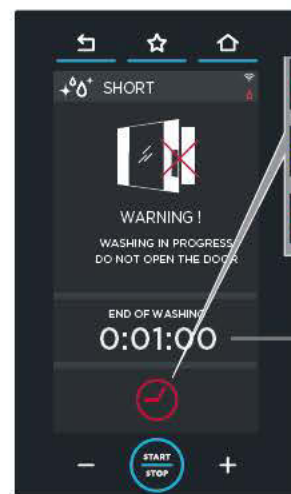 SHORT
WARNING !
WASHING IN PROGRESS
DO NOT OPEN THE DOOR
END OF WASHING
0:01:00
START
STOP